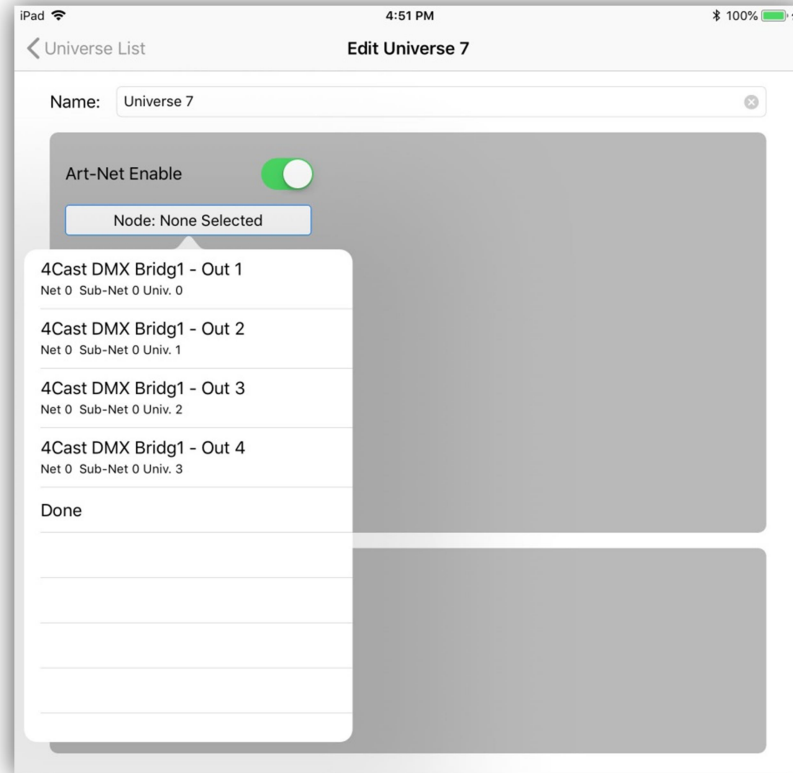 iPad 4:51 PM 100%
Universe List Edit Universe 7
Name: Universe 7
Art-Net Enable
Node: None Selected
4Cast DMX Bridg1 - Out 1
Net 0 Sub-Net 0 Univ. 0
4Cast DMX Bridg1 - Out 2
Net 0 Sub-Net 0 Univ. 1
4Cast DMX Bridg1 - Out 3
Net 0 Sub-Net 0 Univ. 2
4Cast DMX Bridg1 - Out 4
Net 0 Sub-Net 0 Univ. 3
Done